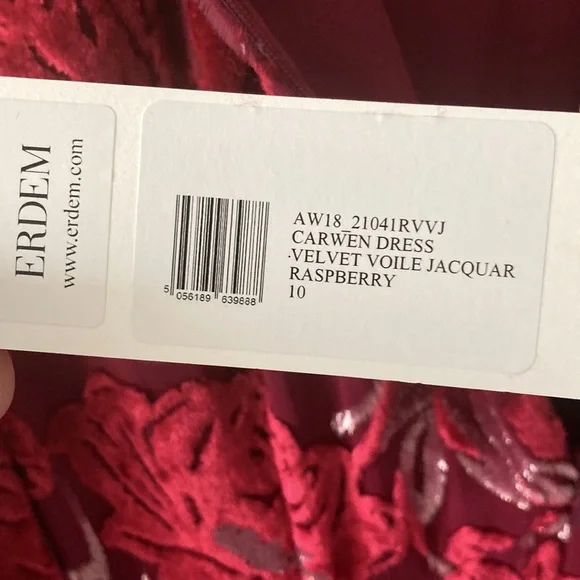 ERDEM
www.erdem.com
AW18_21041RVVJ
CARWEN DRESS
VELVET VOILE JACQUAR
RASPBERRY
10
5 056189 639888